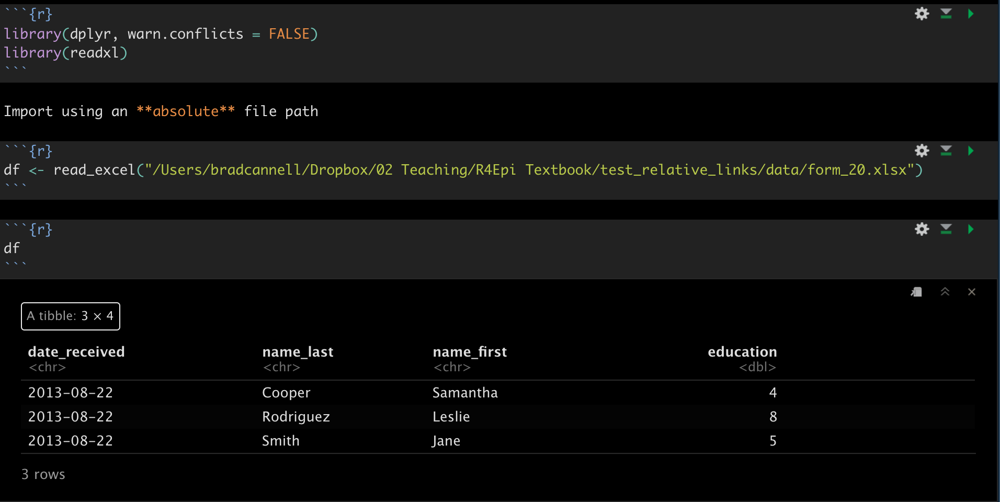 ```{r}
library(dplyr, warn.conflicts = FALSE)
library(readxl)
```
Import using an **absolute** file path
```{r}
df <- read_excel("/Users/bradcannell/Dropbox/02 Teaching/R4Epi Textbook/test_relative_links/data/form_20.xlsx")
```
```{r}
df
```
A tibble: 3 × 4
date_received name_last name_first education
<chr> <chr> <chr> <dbl>
2013-08-22 Cooper Samantha 4
2013-08-22 Rodriguez Leslie 8
2013-08-22 Smith Jane 5
3 rows